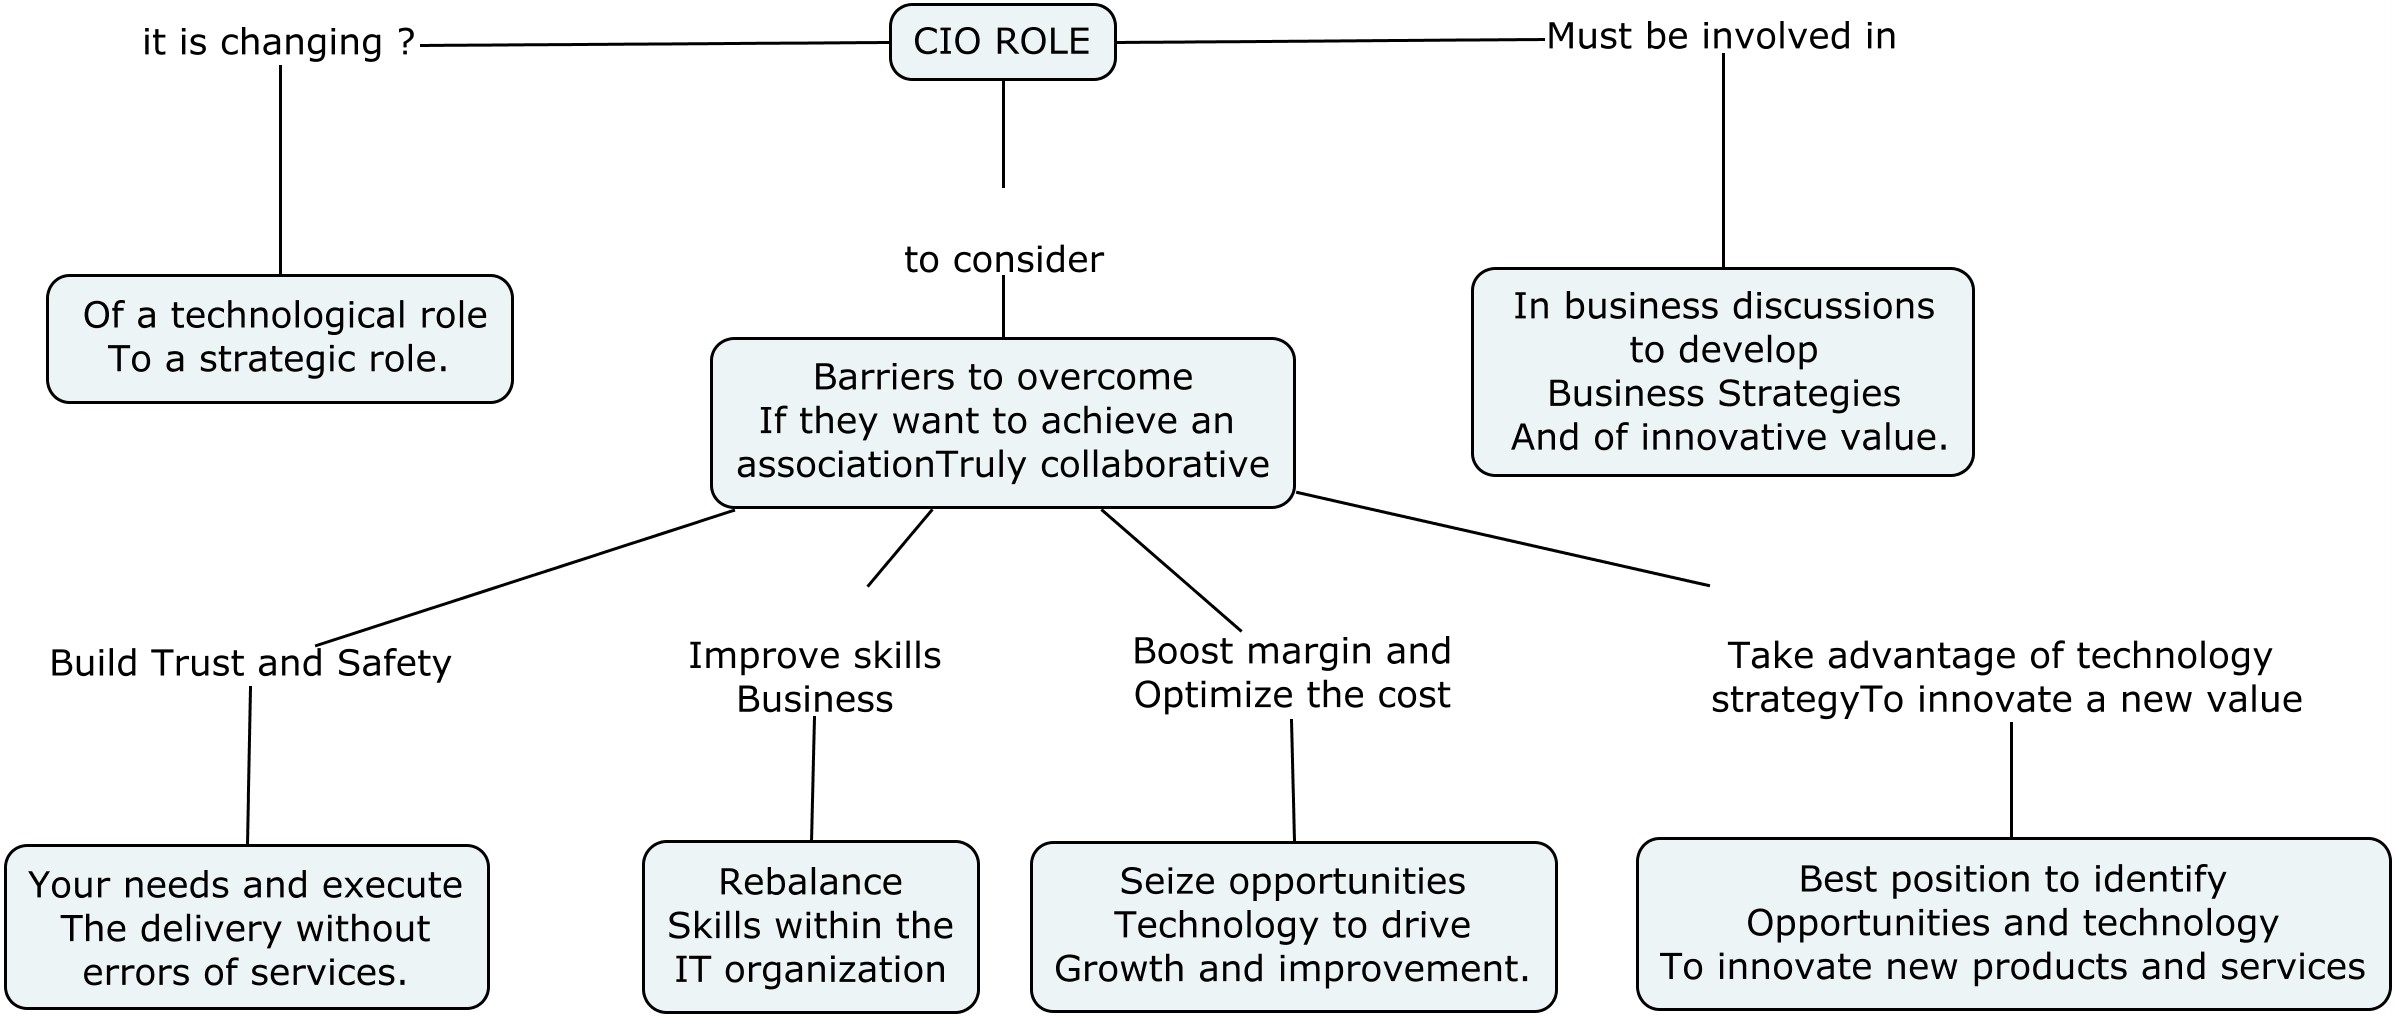 it is changing ?
CIO ROLE
Must be involved in
Of a technological role
To a strategic role.
to consider
In business discussions
to develop
Business Strategies
And of innovative value.
Barriers to overcome
If they want to achieve an
associationTruly collaborative
Build Trust and Safety
Improve skills
Business
Boost margin and
Optimize the cost
Take advantage of technology
strategyTo innovate a new value
Your needs and execute
The delivery without
errors of services.
Rebalance
Skills within the
IT organization
Seize opportunities
Technology to drive
Growth and improvement.
Best position to identify
Opportunities and technology
To innovate new products and services